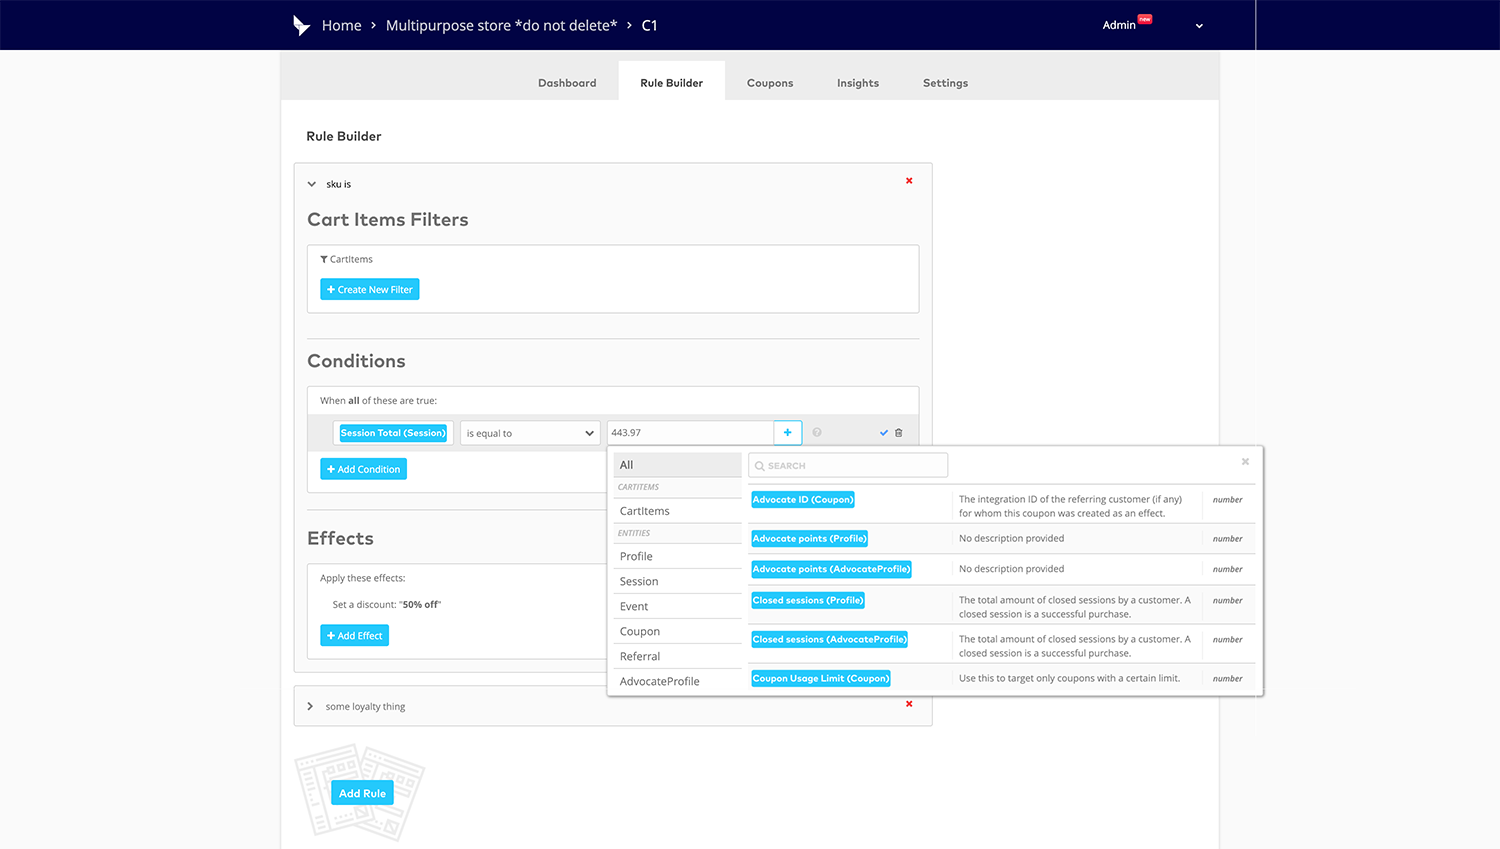 Home > Multipurpose store *do not delete* > C1
Admin new
Dashboard Rule Builder Coupons Insights Settings
Rule Builder
sku is
Cart Items Filters
CartItems
+ Create New Filter
Conditions
When all of these are true:
Session Total (Session) is equal to 443.97 +
+ Add Condition
Effects
Apply these effects:
Set a discount: "50% off"
+ Add Effect
All
CARTITEMS
CartItems
ENTITIES
Profile
Session
Event
Coupon
Referral
AdvocateProfile
SEARCH
Advocate ID (Coupon)
The integration ID of the referring customer (if any)
for whom this coupon was created as an effect.
number
Advocate points (Profile)
No description provided
number
Advocate points (AdvocateProfile)
No description provided
number
Closed sessions (Profile)
The total amount of closed sessions by a customer. A
closed session is a successful purchase.
number
Closed sessions (AdvocateProfile)
The total amount of closed sessions by a customer. A
closed session is a successful purchase.
number
Coupon Usage Limit (Coupon)
Use this to target only coupons with a certain limit.
number
some loyalty thing
Add Rule